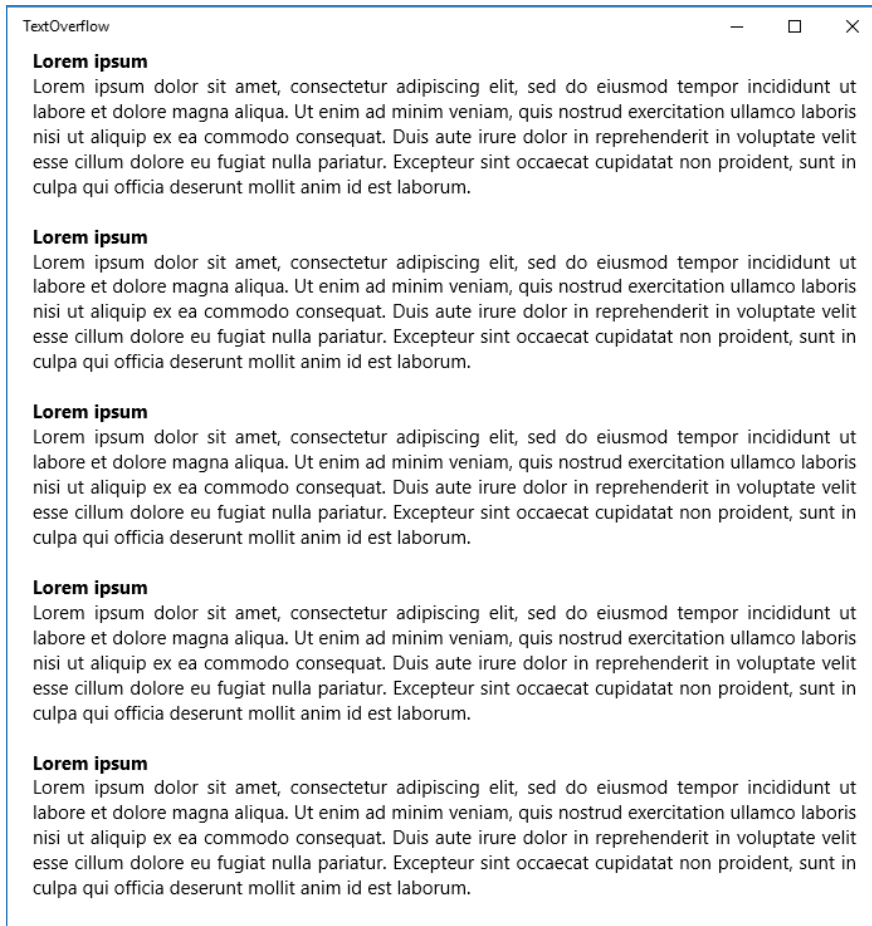 TextOverflow
Lorem ipsum
Lorem ipsum dolor sit amet, consectetur adipiscing elit, sed do eiusmod tempor incididunt ut
labore et dolore magna aliqua. Ut enim ad minim veniam, quis nostrud exercitation ullamco laboris
nisi ut aliquip ex ea commodo consequat. Duis aute irure dolor in reprehenderit in voluptate velit
esse cillum dolore eu fugiat nulla pariatur. Excepteur sint occaecat cupidatat non proident, sunt in
culpa qui officia deserunt mollit anim id est laborum.
Lorem ipsum
Lorem ipsum dolor sit amet, consectetur adipiscing elit, sed do eiusmod tempor incididunt ut
labore et dolore magna aliqua. Ut enim ad minim veniam, quis nostrud exercitation ullamco laboris
nisi ut aliquip ex ea commodo consequat. Duis aute irure dolor in reprehenderit in voluptate velit
esse cillum dolore eu fugiat nulla pariatur. Excepteur sint occaecat cupidatat non proident, sunt in
culpa qui officia deserunt mollit anim id est laborum.
Lorem ipsum
Lorem ipsum dolor sit amet, consectetur adipiscing elit, sed do eiusmod tempor incididunt ut
labore et dolore magna aliqua. Ut enim ad minim veniam, quis nostrud exercitation ullamco laboris
nisi ut aliquip ex ea commodo consequat. Duis aute irure dolor in reprehenderit in voluptate velit
esse cillum dolore eu fugiat nulla pariatur. Excepteur sint occaecat cupidatat non proident, sunt in
culpa qui officia deserunt mollit anim id est laborum.
Lorem ipsum
Lorem ipsum dolor sit amet, consectetur adipiscing elit, sed do eiusmod tempor incididunt ut
labore et dolore magna aliqua. Ut enim ad minim veniam, quis nostrud exercitation ullamco laboris
nisi ut aliquip ex ea commodo consequat. Duis aute irure dolor in reprehenderit in voluptate velit
esse cillum dolore eu fugiat nulla pariatur. Excepteur sint occaecat cupidatat non proident, sunt in
culpa qui officia deserunt mollit anim id est laborum.
Lorem ipsum
Lorem ipsum dolor sit amet, consectetur adipiscing elit, sed do eiusmod tempor incididunt ut
labore et dolore magna aliqua. Ut enim ad minim veniam, quis nostrud exercitation ullamco laboris
nisi ut aliquip ex ea commodo consequat. Duis aute irure dolor in reprehenderit in voluptate velit
esse cillum dolore eu fugiat nulla pariatur. Excepteur sint occaecat cupidatat non proident, sunt in
culpa qui officia deserunt mollit anim id est laborum.